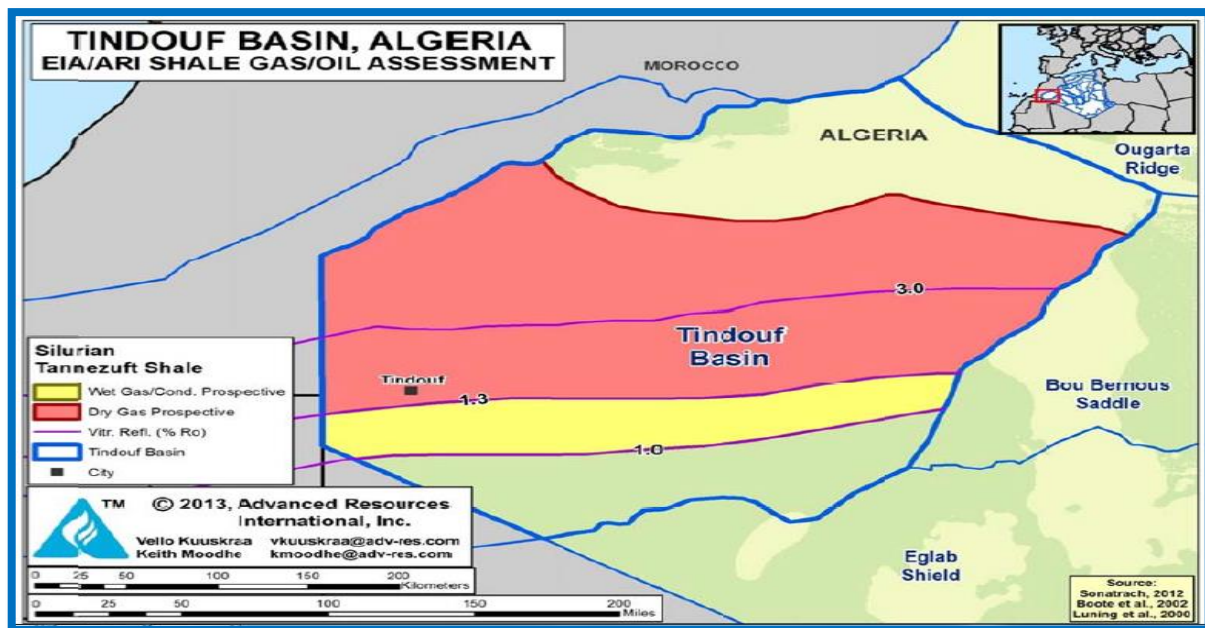 TINDOUF BASIN, ALGERIA
EIA/ARI SHALE GAS/OIL ASSESSMENT
MOROCCO
ALGERIA
Ougarta
Ridge
3.0
Tindouf
Basin
Tindouf
1.3
1.0
Bou Bernous
Saddle
Eglab
Shield
Silurian
Tannezuft Shale
Wet Gas/Cond. Prospective
Dry Gas Prospective
Vitr. Refl. (% Ro)
Tindouf Basin
City
TM
© 2013, Advanced Resources
International, Inc.
Vello Kuuskraa vkuuskraa@adv-res.com
Keith Moodhe kmoodhe@adv-res.com
0 25 50 100 150 200
Kilometers
0 25 50 100 150 200
Miles
Source:
Sonatrach, 2012
Boote et al., 2002
Luning et al., 2000